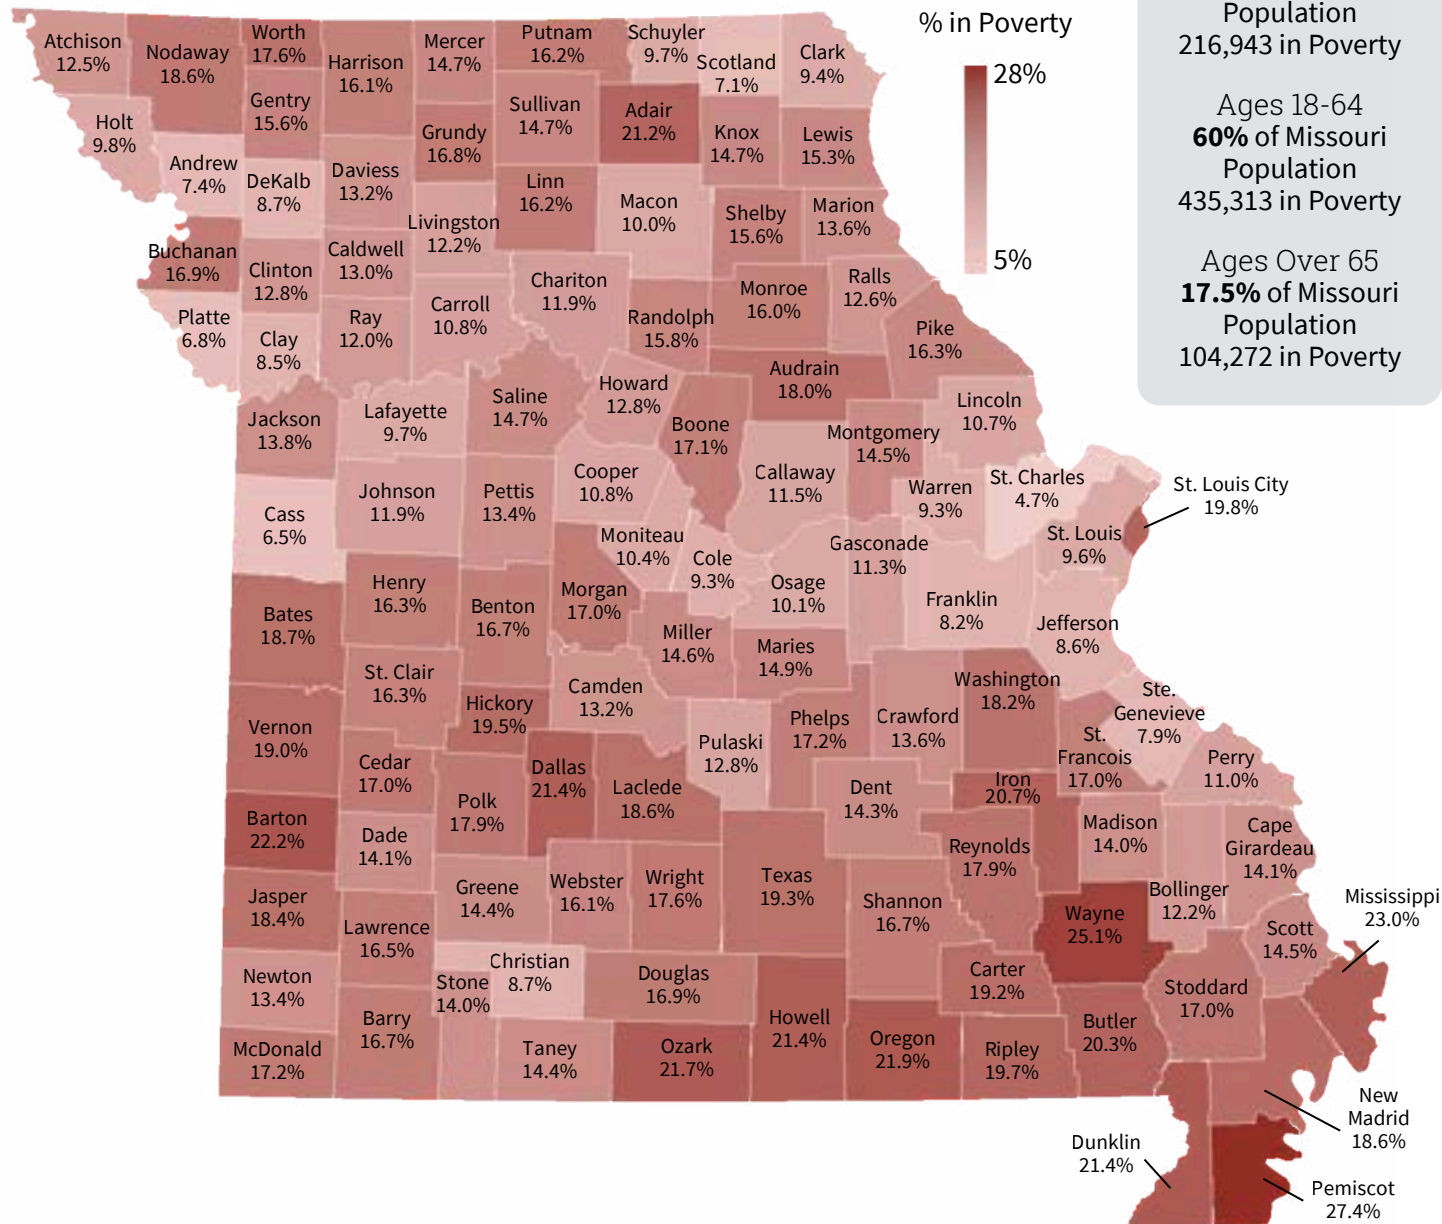 Population
216,943 in Poverty
Ages 18-64
60% of Missouri
Population
435,313 in Poverty
Ages Over 65
17.5% of Missouri
Population
104,272 in Poverty
% in Poverty
28%
5%
Atchison
12.5%
Nodaway
18.6%
Worth
17.6%
Harrison
16.1%
Mercer
14.7%
Putnam
16.2%
Schuyler
9.7%
Scotland
7.1%
Clark
9.4%
Holt
9.8%
Gentry
15.6%
Grundy
16.8%
Sullivan
14.7%
Adair
21.2%
Knox
14.7%
Lewis
15.3%
Andrew
7.4%
DeKalb
8.7%
Daviess
13.2%
Livingston
12.2%
Linn
16.2%
Macon
10.0%
Shelby
15.6%
Marion
13.6%
Buchanan
16.9%
Clinton
12.8%
Caldwell
13.0%
Carroll
10.8%
Chariton
11.9%
Randolph
15.8%
Monroe
16.0%
Ralls
12.6%
Platte
6.8%
Clay
8.5%
Ray
12.0%
Pike
16.3%
Jackson
13.8%
Lafayette
9.7%
Saline
14.7%
Howard
12.8%
Boone
17.1%
Audrain
18.0%
Montgomery
14.5%
Lincoln
10.7%
Cass
6.5%
Johnson
11.9%
Pettis
13.4%
Cooper
10.8%
Moniteau
10.4%
Cole
9.3%
Callaway
11.5%
Osage
10.1%
Gasconade
11.3%
Warren
9.3%
St. Charles
4.7%
St. Louis
9.6%
St. Louis City
19.8%
Bates
18.7%
Henry
16.3%
Benton
16.7%
Morgan
17.0%
Miller
14.6%
Maries
14.9%
Franklin
8.2%
Jefferson
8.6%
Vernon
19.0%
St. Clair
16.3%
Hickory
19.5%
Camden
13.2%
Pulaski
12.8%
Phelps
17.2%
Crawford
13.6%
Washington
18.2%
Ste.
Genevieve
7.9%
St.
Francois
17.0%
Perry
11.0%
Cedar
17.0%
Polk
17.9%
Dallas
21.4%
Laclede
18.6%
Dent
14.3%
Iron
20.7%
Barton
22.2%
Dade
14.1%
Reynolds
17.9%
Madison
14.0%
Cape
Girardeau
14.1%
Jasper
18.4%
Lawrence
16.5%
Greene
14.4%
Webster
16.1%
Wright
17.6%
Texas
19.3%
Shannon
16.7%
Wayne
25.1%
Bollinger
12.2%
Scott
14.5%
Mississippi
23.0%
Newton
13.4%
Stone
14.0%
Christian
8.7%
Douglas
16.9%
Howell
21.4%
Carter
19.2%
Butler
20.3%
Stoddard
17.0%
McDonald
17.2%
Barry
16.7%
Taney
14.4%
Ozark
21.7%
Oregon
21.9%
Ripley
19.7%
New
Madrid
18.6%
Dunklin
21.4%
Pemiscot
27.4%